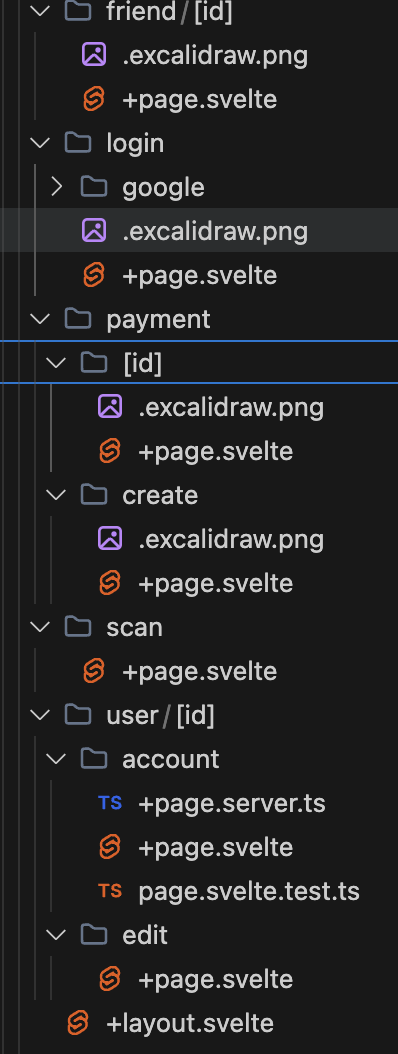 friend / [id]
.excalidraw.png
+page.svelte
login
google
.excalidraw.png
+page.svelte
payment
[id]
.excalidraw.png
+page.svelte
create
.excalidraw.png
+page.svelte
scan
+page.svelte
user / [id]
account
TS +page.server.ts
+page.svelte
TS page.svelte.test.ts
edit
+page.svelte
+layout.svelte